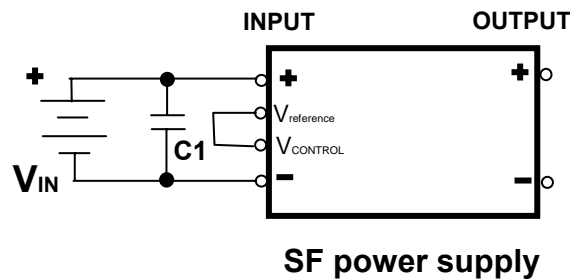 INPUT OUTPUT
+ + +
Vreference
C1 VCONTROL
VIN
- -
SF power supply